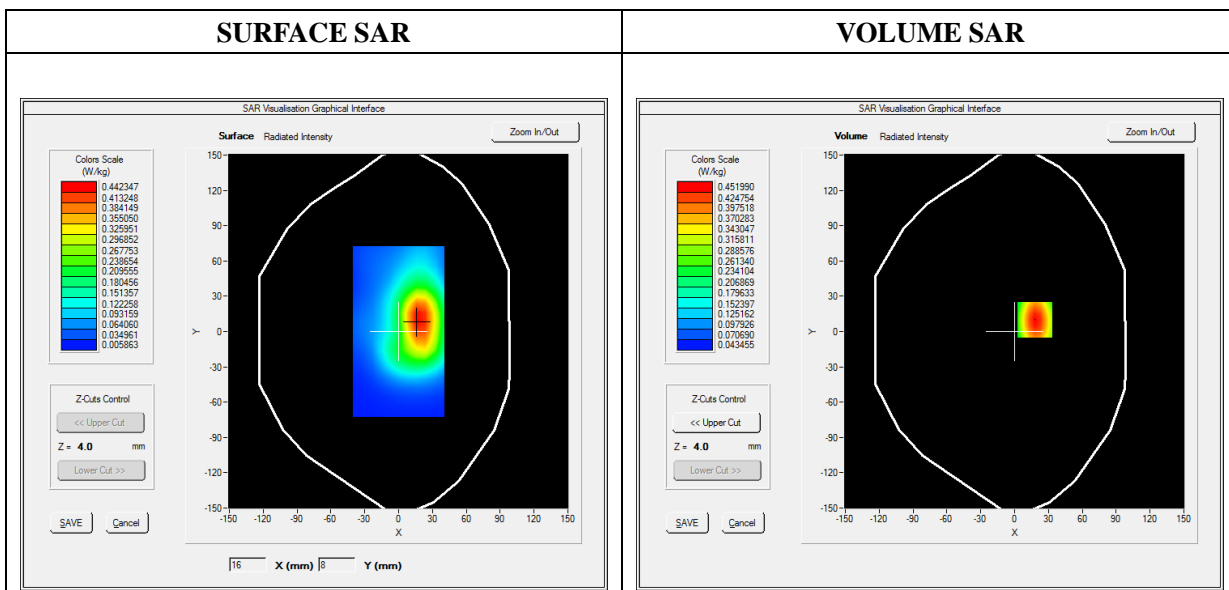 SURFACE SAR
SAR Visualisation Graphical Interface
Surface Radiated Intensity
Zoom In/Out
Colors Scale
(W/kg)
0.442347
0.413248
0.384149
0.355050
0.325951
0.296852
0.267753
0.238654
0.209555
0.180456
0.151357
0.122258
0.093159
0.064060
0.034961
0.005863
Z-Cuts Control
<< Upper Cut
Z = 4.0 mm
Lower Cut >>
SAVE Cancel
150
120
90
60
30
0
-30
-60
-90
-120
-150
Y
-150 -120 -90 -60 -30 0 30 60 90 120 150
X
16 X (mm) 8 Y (mm)
VOLUME SAR
SAR Visualisation Graphical Interface
Volume Radiated Intensity
Zoom In/Out
Colors Scale
(W/kg)
0.451990
0.424754
0.397518
0.370283
0.343047
0.315811
0.288576
0.261340
0.234104
0.206869
0.179633
0.152397
0.125162
0.097926
0.070690
0.043455
Z-Cuts Control
<< Upper Cut
Z = 4.0 mm
Lower Cut >>
SAVE Cancel
150
120
90
60
30
0
-30
-60
-90
-120
-150
Y
-150 -120 -90 -60 -30 0 30 60 90 120 150
X